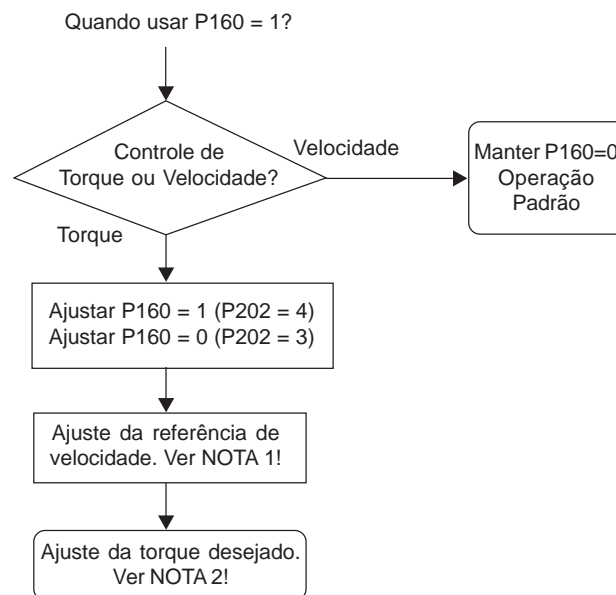 Quando usar P160 = 1?
Controle de
Torque ou Velocidade?
Velocidade
Manter P160=0
Operação
Padrão
Torque
Ajustar P160 = 1 (P202 = 4)
Ajustar P160 = 0 (P202 = 3)
Ajuste da referência de
velocidade. Ver NOTA 1!
Ajuste da torque desejado.
Ver NOTA 2!